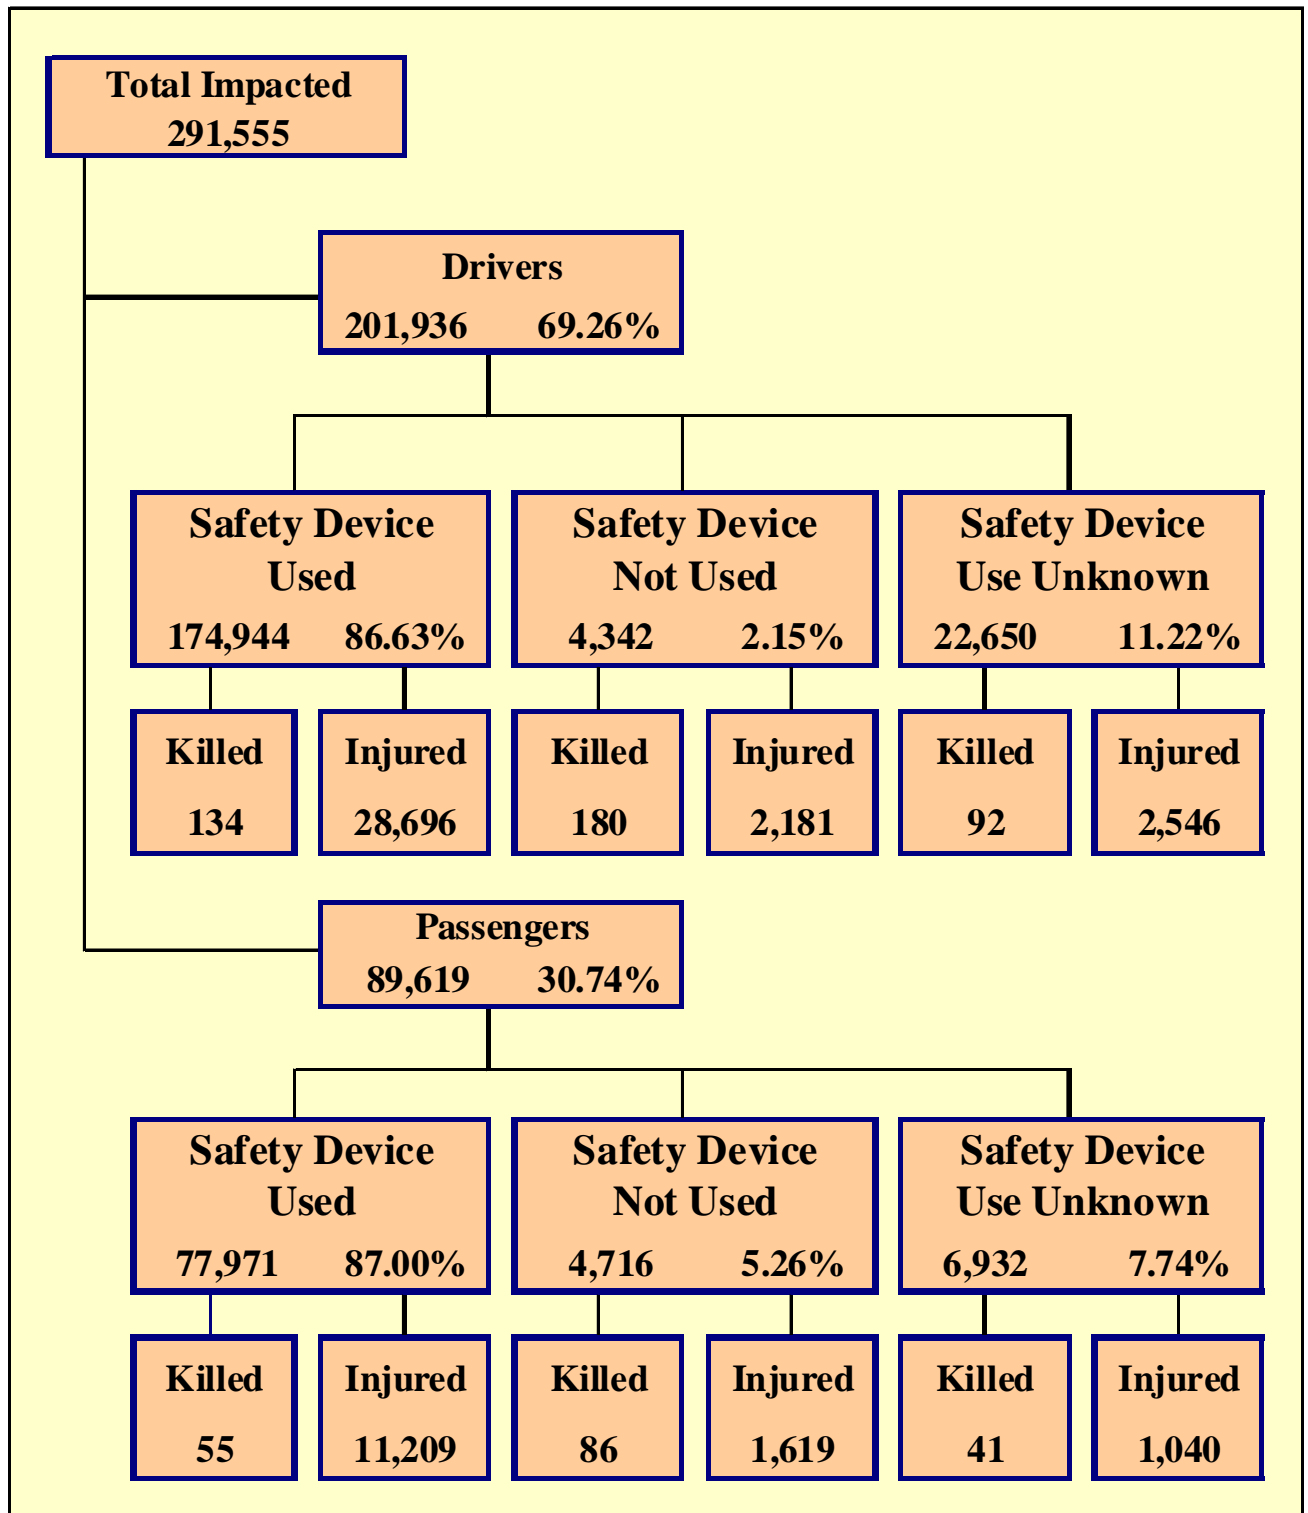 Total Impacted
291,555
Drivers
201,936 69.26%
Safety Device Safety Device Safety Device
Used Not Used Use Unknown
174,944 86.63% 4,342 2.15% 22,650 11.22%
Killed Injured Killed Injured Killed Injured
134 28,696 180 2,181 92 2,546
Passengers
89,619 30.74%
Safety Device Safety Device Safety Device
Used Not Used Use Unknown
77,971 87.00% 4,716 5.26% 6,932 7.74%
Killed Injured Killed Injured Killed Injured
55 11,209 86 1,619 41 1,040